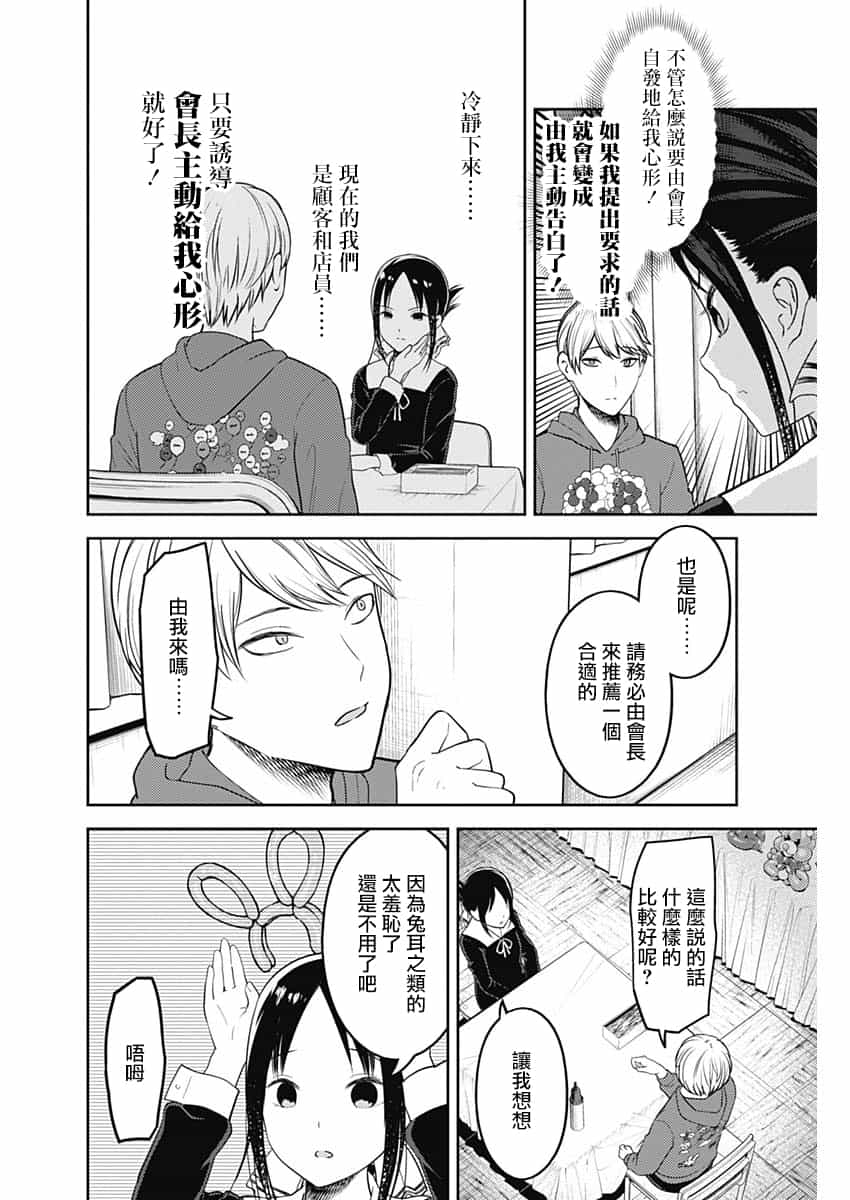 不管怎麼說要由會長
自發地給我心形！
如果我提出要求的話
就會變成
由我主動告白了！
冷靜下來……
現在的我們
是顧客和店員……
只要誘導
會長主動給我心形
就好了！
也是呢……
請務必由會長
來推薦一個
合適的
由我來嗎……
這麼說的話
什麼樣的
比較好呢？
讓我想想
因為兔耳之類的
太羞恥了
還是不用了吧
唔呣